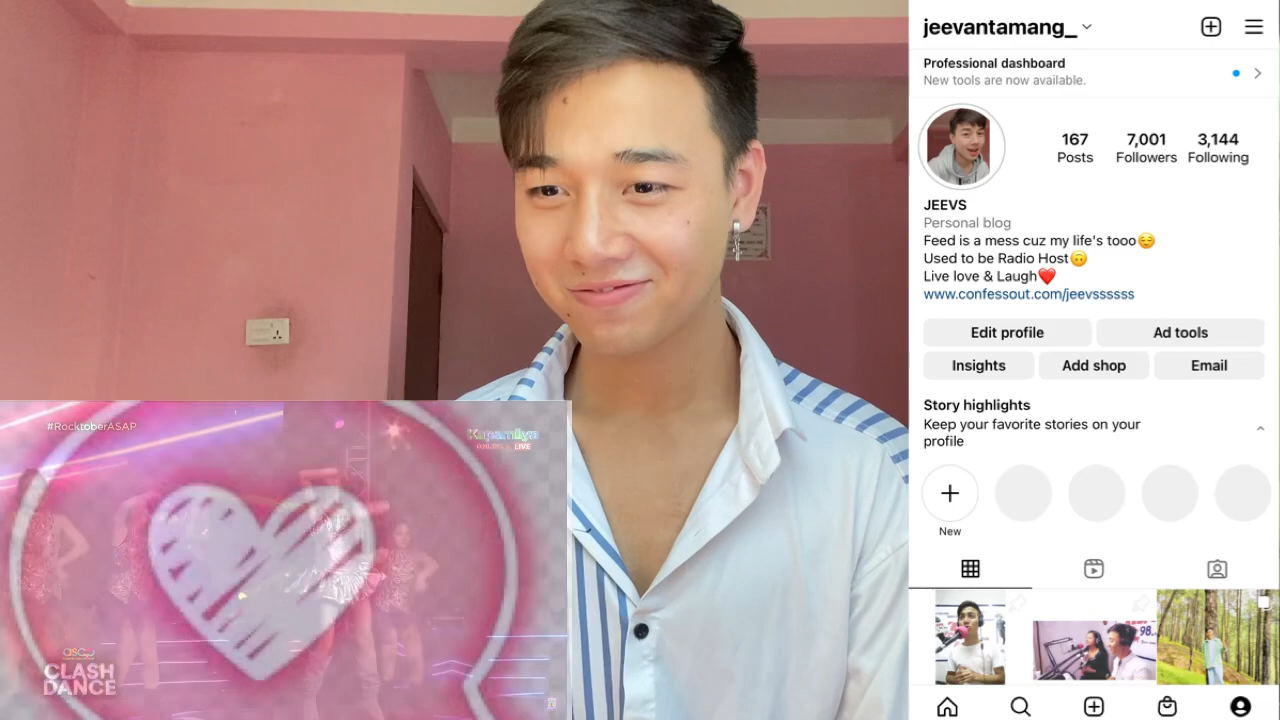 #RocktoberASAP
Kapamilya
LIVE
asap
CLASH
DANCE
jeevantamang_
Professional dashboard
New tools are now available.
167
7,001
3,144
Posts
Followers
Following
JEEVS
Personal blog
Feed is a mess cuz my life's tooo😌
Used to be Radio Host🙃
Live love & Laugh❤️
www.confessout.com/jeevssssss
Edit profile
Ad tools
Insights
Add shop
Email
Story highlights
Keep your favorite stories on your
profile
New
98.